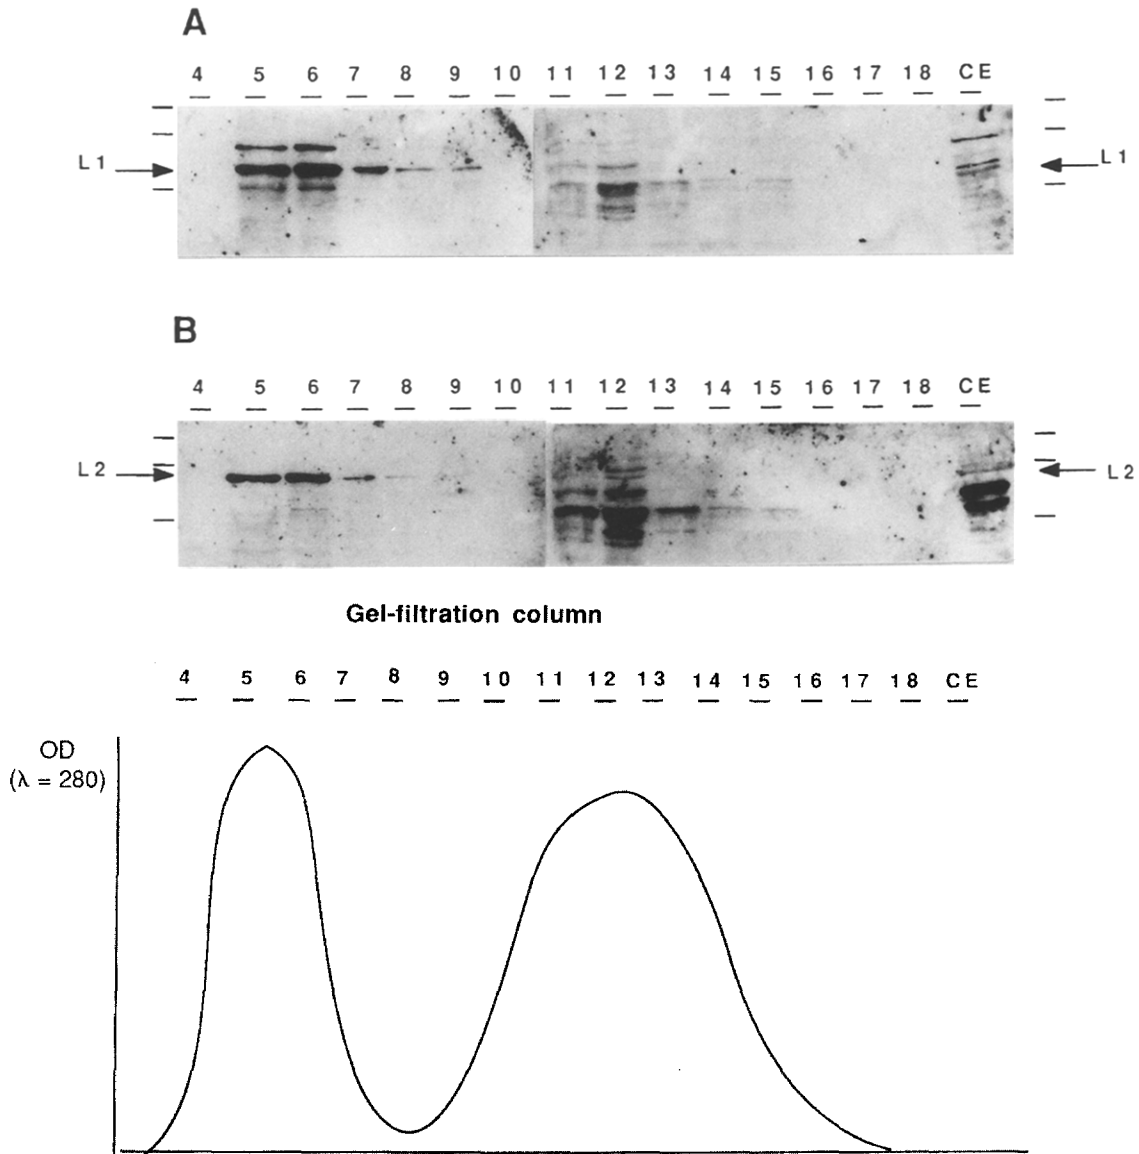 A
4 5 6 7 8 9 10 11 12 13 14 15 16 17 18 CE
L1 L1
B
4 5 6 7 8 9 10 11 12 13 14 15 16 17 18 CE
L2 L2
Gel-filtration column
4 5 6 7 8 9 10 11 12 13 14 15 16 17 18 CE
OD
(λ = 280)